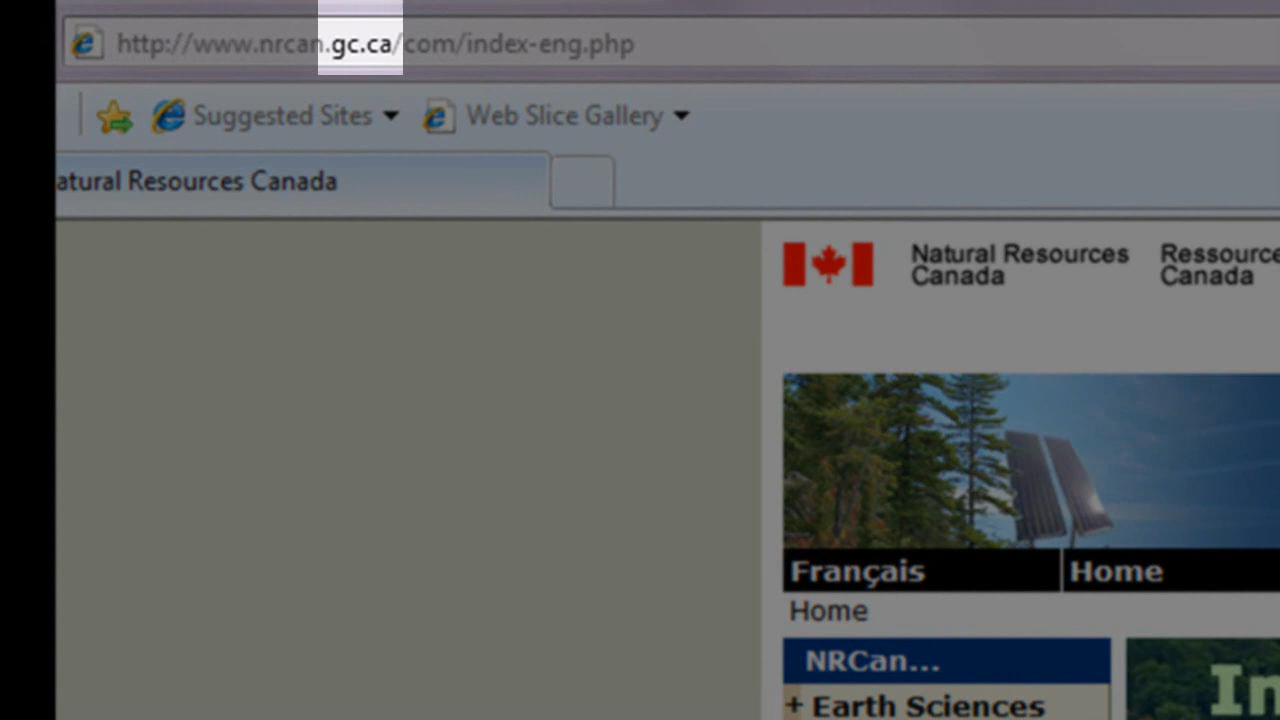 http://www.nrcan.gc.ca/com/index-eng.php
Suggested Sites
Web Slice Gallery
atural Resources Canada
Natural Resources
Canada
Ressource
Canada
Français
Home
Home
NRCan...
+ Earth Sciences
In